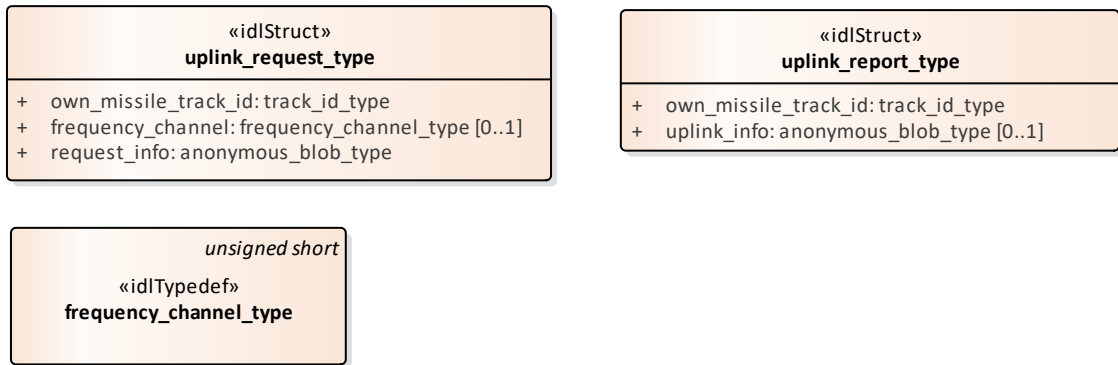 «idlStruct»
uplink_request_type
+ own_missile_track_id: track_id_type
+ frequency_channel: frequency_channel_type [0..1]
+ request_info: anonymous_blob_type
«idlStruct»
uplink_report_type
+ own_missile_track_id: track_id_type
+ uplink_info: anonymous_blob_type [0..1]
unsigned short
«idlTypedef»
frequency_channel_type